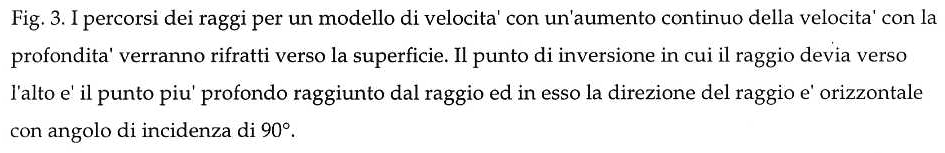 Fig. 3. I percorsi dei raggi per un modello di velocita' con un'aumento continuo della velocita' con la
profondita' verranno rifratti verso la superficie. Il punto di inversione in cui il raggio devia verso
l'alto e' il punto piu' profondo raggiunto dal raggio ed in esso la direzione del raggio e' orizzontale
con angolo di incidenza di 90°.